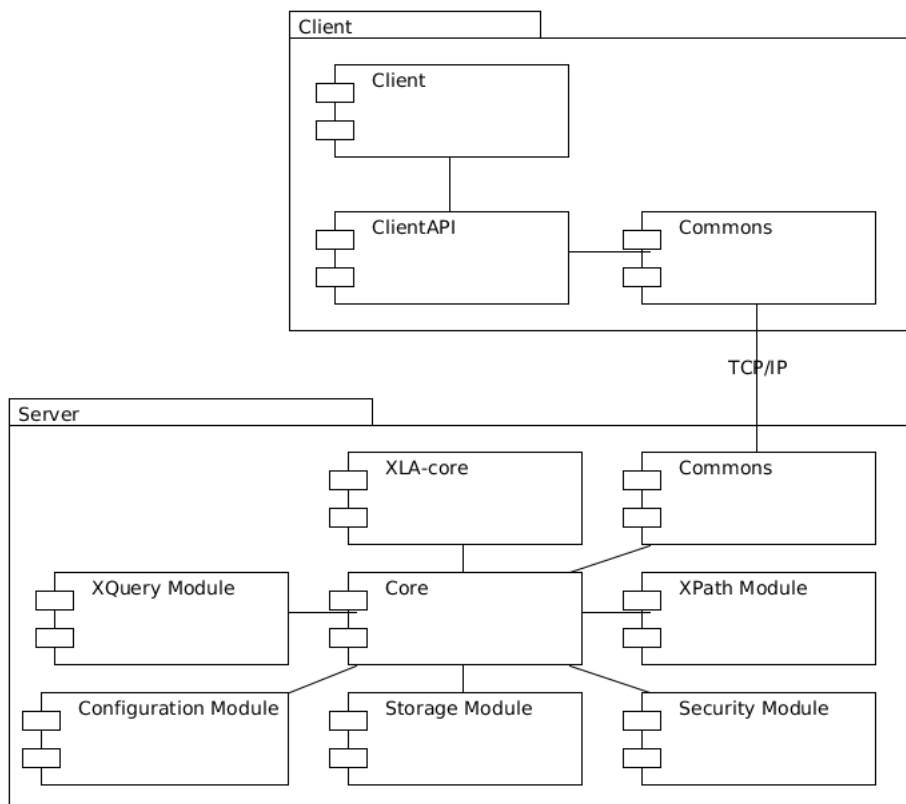 Client
Client
ClientAPI
Commons
TCP/IP
Server
XLA-core
Commons
XQuery Module
Core
XPath Module
Configuration Module
Storage Module
Security Module